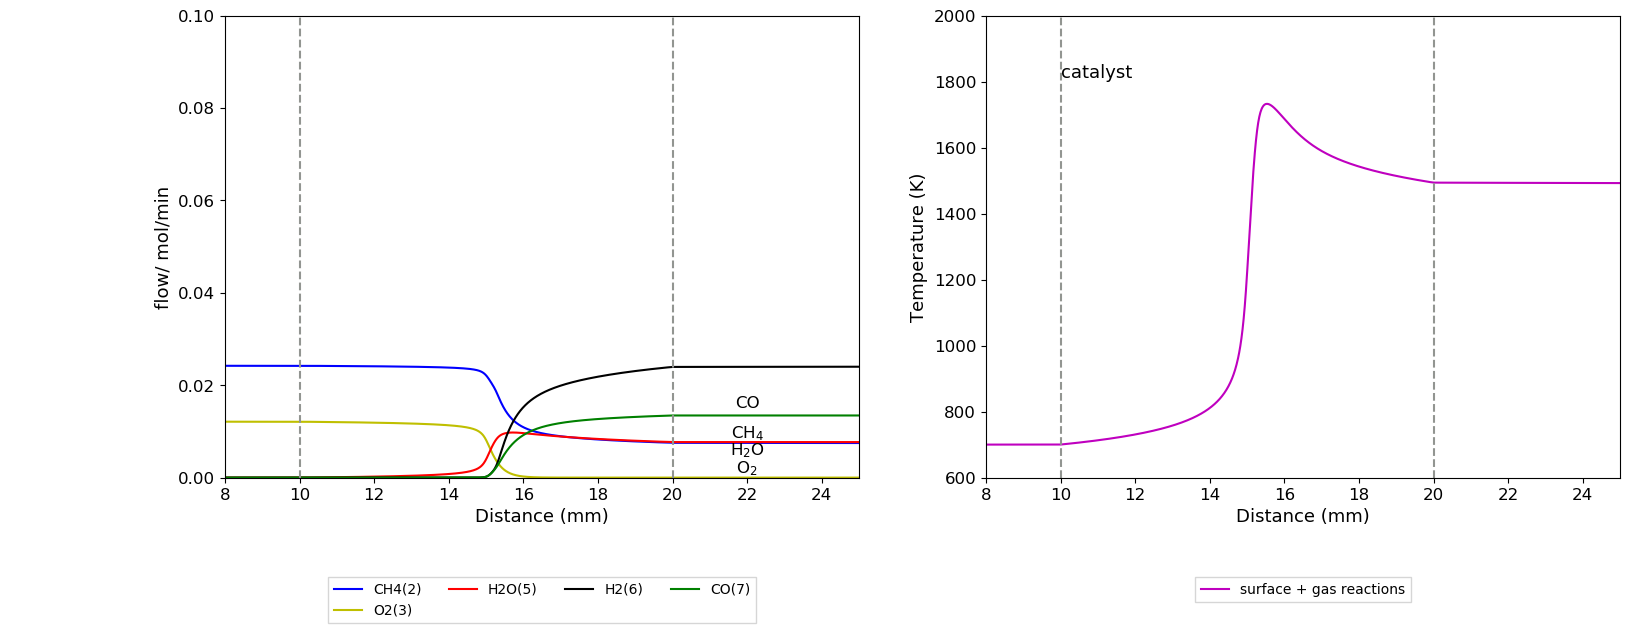 0.10
0.08
0.06
0.04
0.02
0.00
flow/ mol/min
CO
CH₄
H₂O
O₂
8 10 12 14 16 18 20 22 24
Distance (mm)
CH4(2) H2O(5) H2(6) CO(7)
O2(3)
2000
1800
1600
1400
1200
1000
800
600
Temperature (K)
catalyst
8 10 12 14 16 18 20 22 24
Distance (mm)
surface + gas reactions